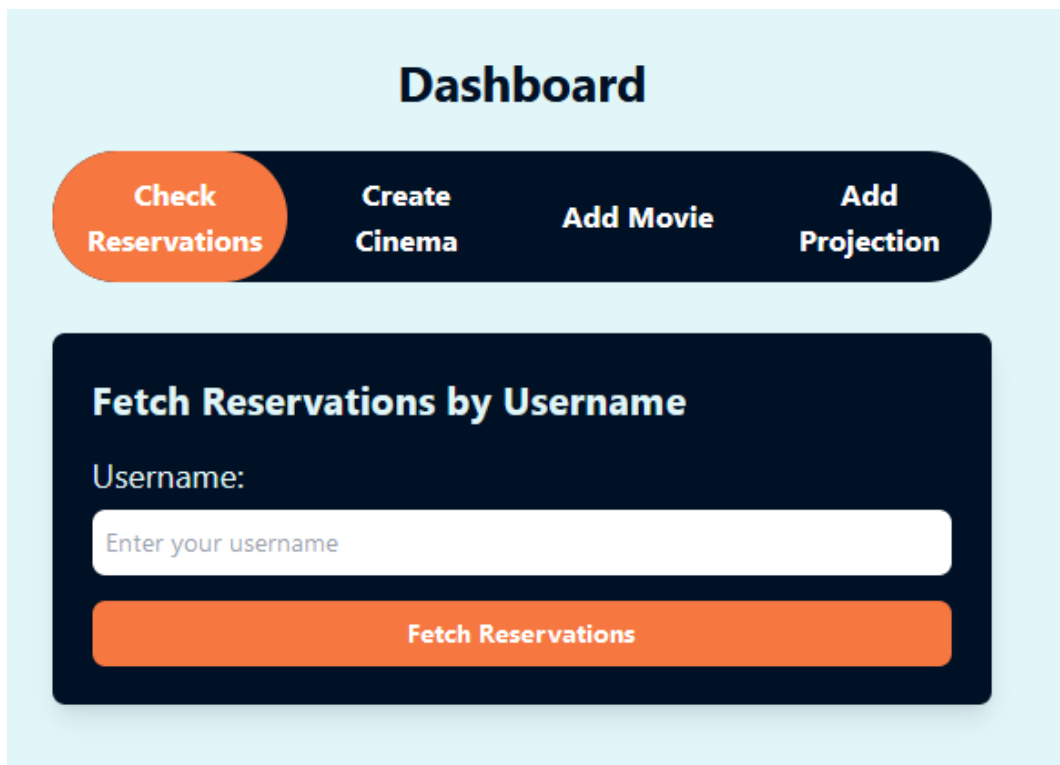 Dashboard
Check
Reservations
Create
Cinema
Add Movie
Add
Projection
Fetch Reservations by Username
Username:
Enter your username
Fetch Reservations